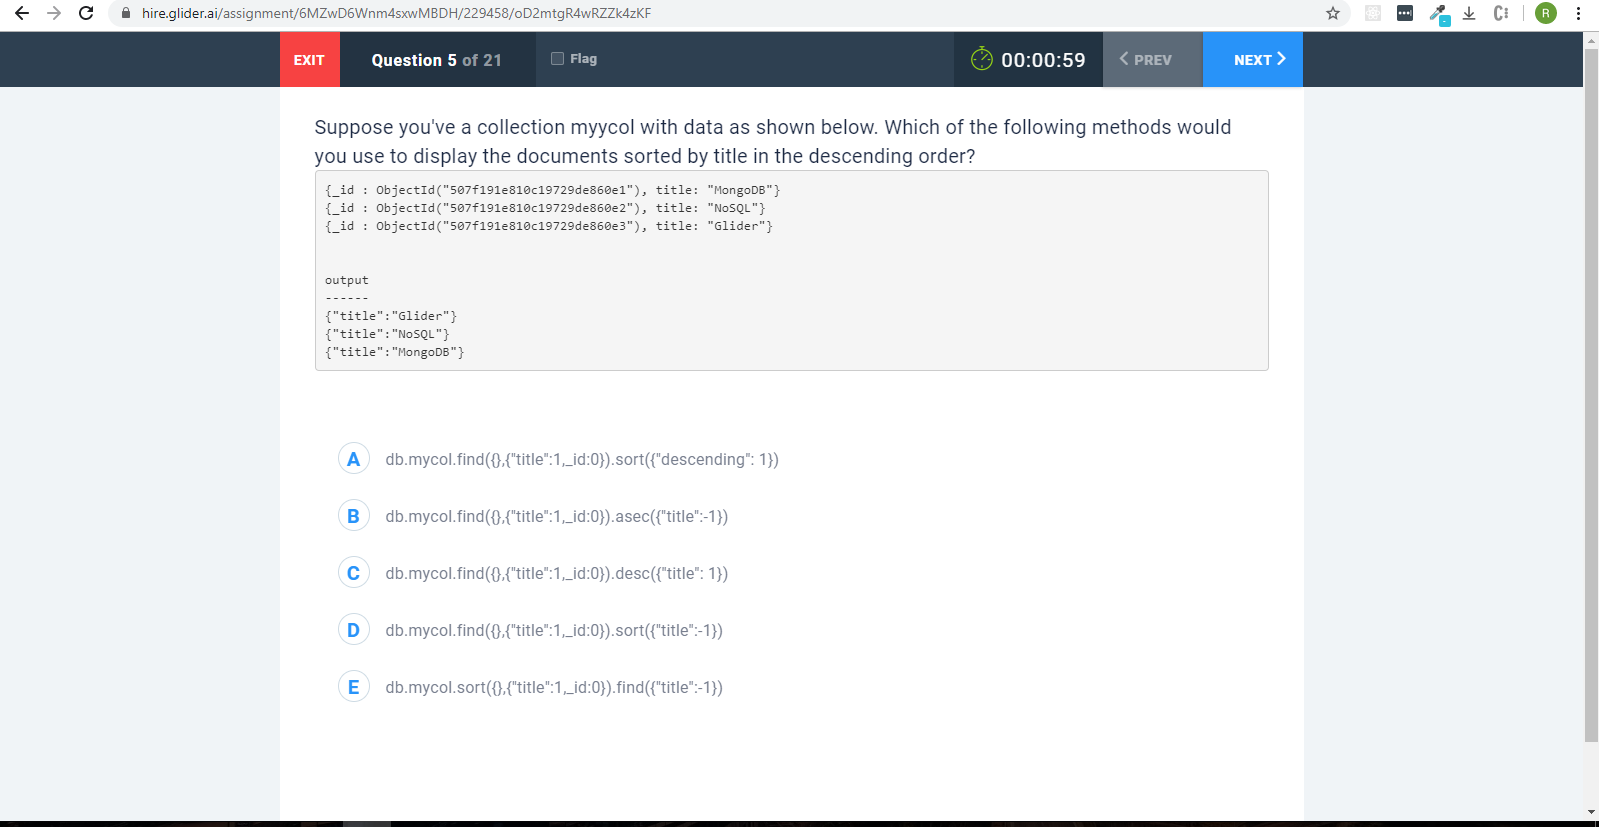 hire.glider.ai/assignment/6MZwD6Wnm4sxwMBDH/229458/oD2mtgR4wRZZk4zKF
R
EXIT
Question 5 of 21
Flag
00:00:59
PREV
NEXT
Suppose you've a collection myycol with data as shown below. Which of the following methods would
you use to display the documents sorted by title in the descending order?
{_id : ObjectId("507f191e810c19729de860e1"), title: "MongoDB"}
{_id : ObjectId("507f191e810c19729de860e2"), title: "NoSQL"}
{_id : ObjectId("507f191e810c19729de860e3"), title: "Glider"}
output
------
{"title":"Glider"}
{"title":"NoSQL"}
{"title":"MongoDB"}
A db.mycol.find({},{"title":1,_id:0}).sort({"descending": 1})
B db.mycol.find({},{"title":1,_id:0}).asec({"title":-1})
C db.mycol.find({},{"title":1,_id:0}).desc({"title": 1})
D db.mycol.find({},{"title":1,_id:0}).sort({"title":-1})
E db.mycol.sort({},{"title":1,_id:0}).find({"title":-1})